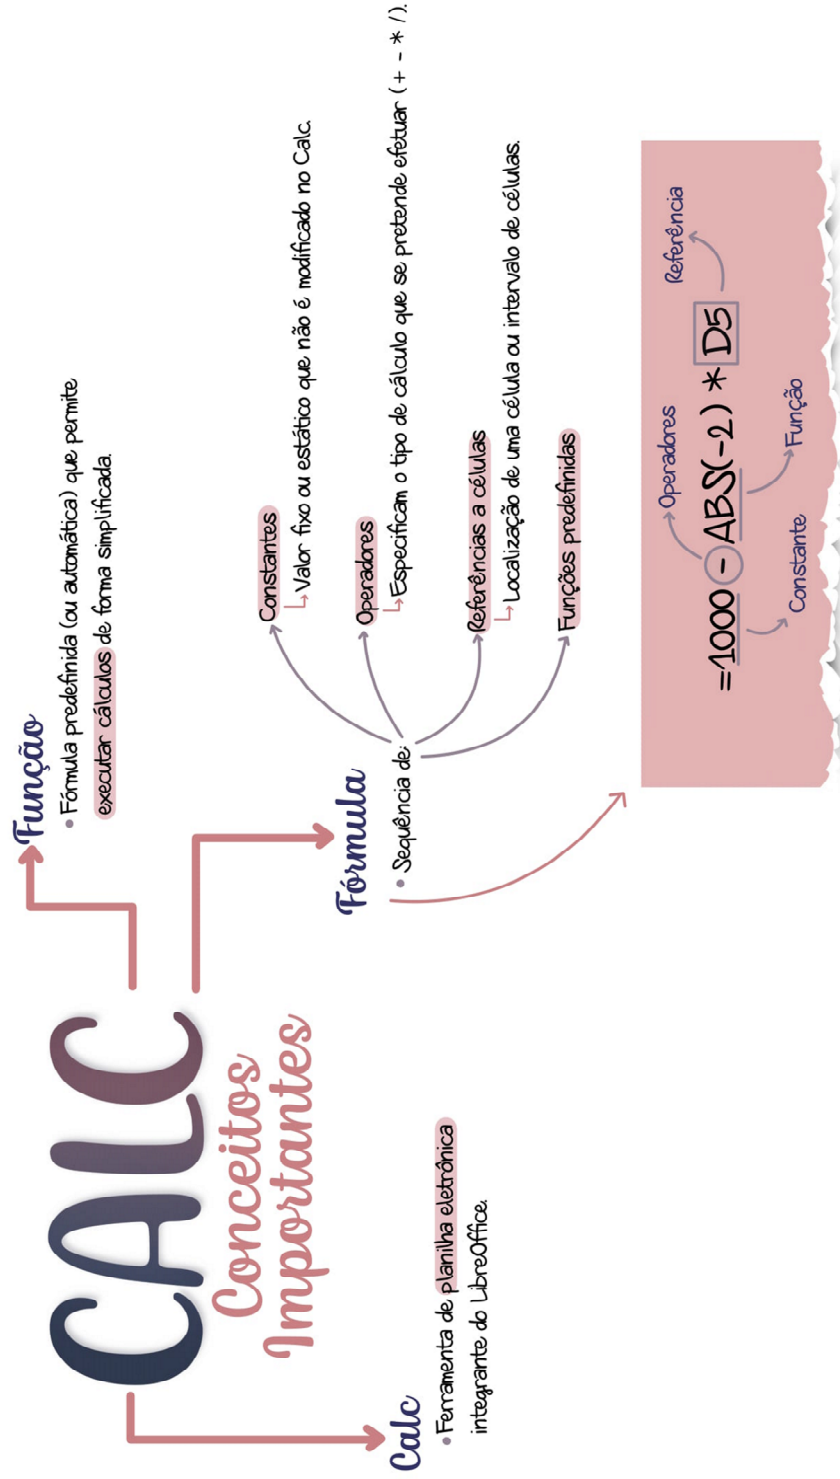 CALC
Conceitos
Importantes
Calc
• Ferramenta de planilha eletrônica
integrante do LibreOffice.
Função
• Fórmula predefinida (ou automática) que permite
executar cálculos de forma simplificada.
Fórmula
• Sequência de:
Constantes
Valor fixo ou estático que não é modificado no Calc.
Operadores
Especificam o tipo de cálculo que se pretende efetuar (+ - * /).
Referências a células
Localização de uma célula ou intervalo de células.
Funções predefinidas
Operadores
Referência
=1000 - ABS(-2) * D5
Constante
Função